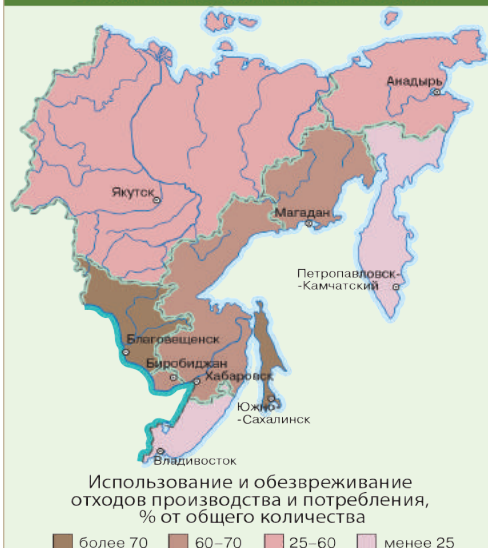 Анадырь
Якутск
Магадан
Петропавловск-
-Камчатский
Благовещенск
Биробиджан
Хабаровск
Южно
-Сахалинск
Владивосток
Использование и обезвреживание
отходов производства и потребления,
% от общего количества
более 70 60–70 25–60 менее 25